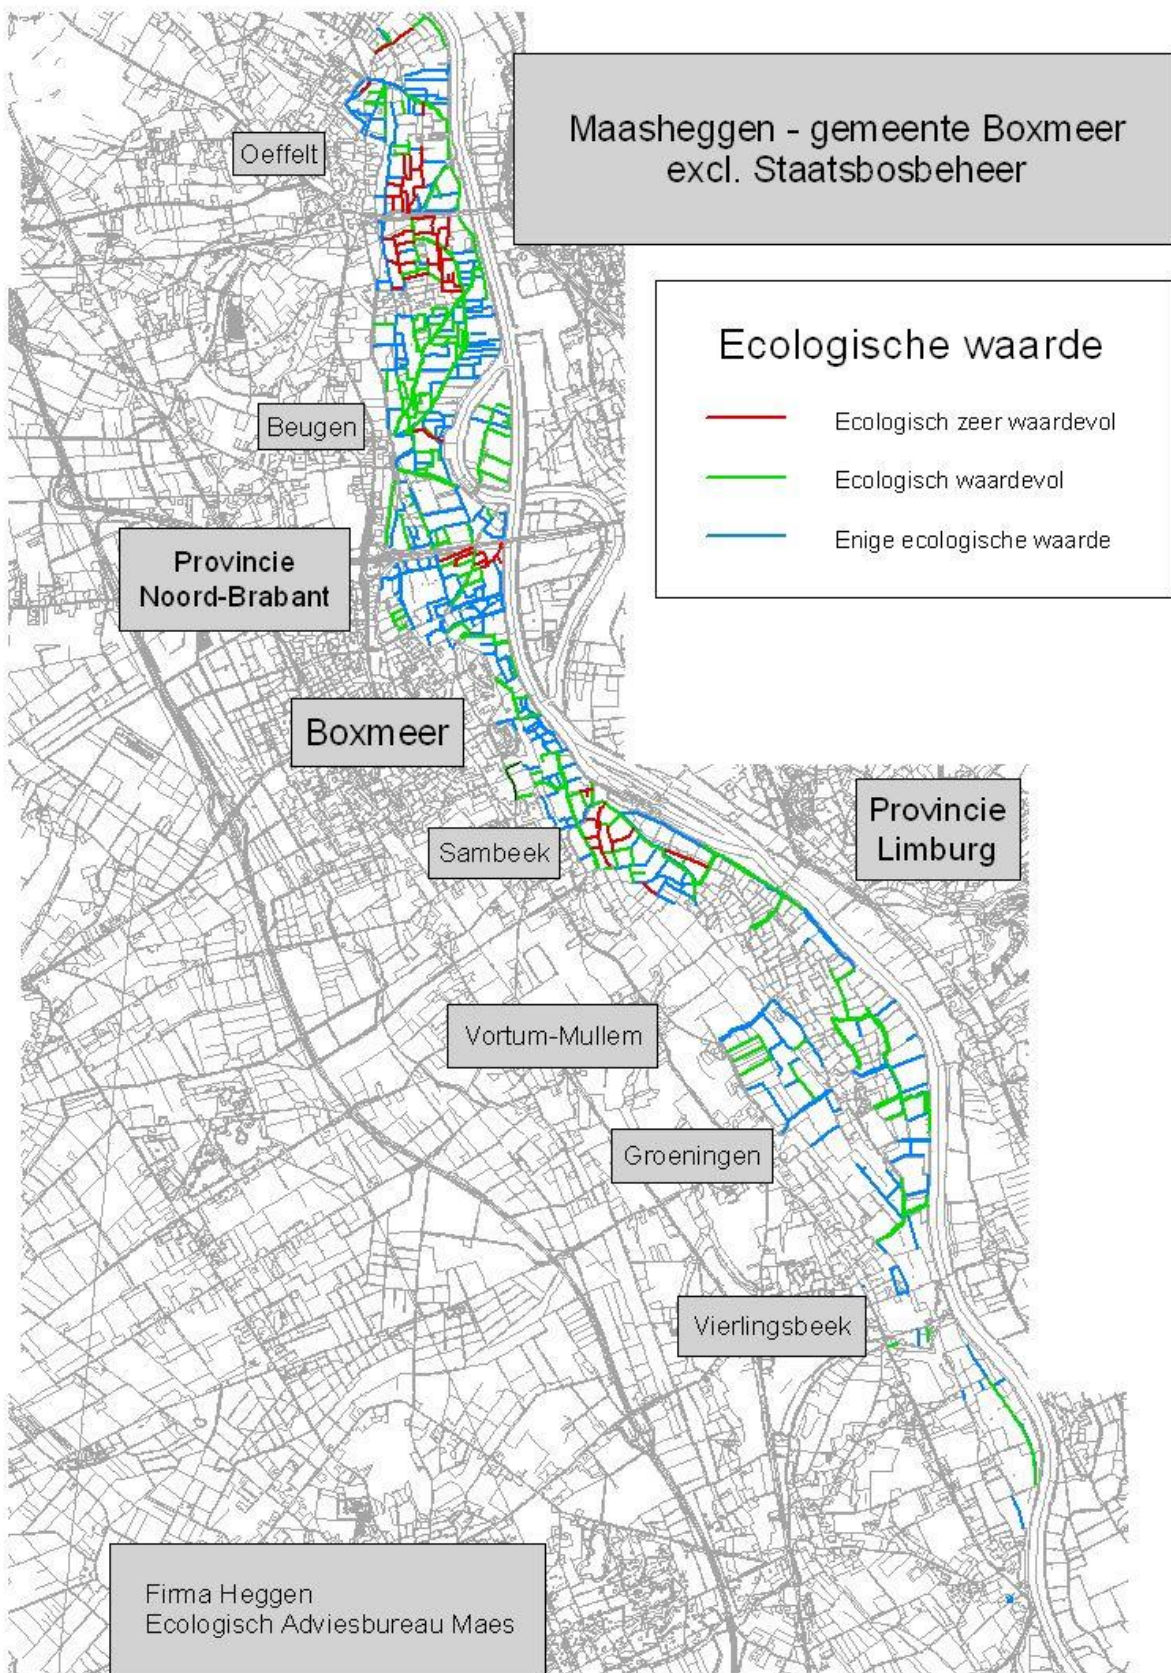 Maasheggen - gemeente Boxmeer
excl. Staatsbosbeheer
Oeffelt
Ecologische waarde
Ecologisch zeer waardevol
Ecologisch waardevol
Enige ecologische waarde
Beugen
Provincie
Noord-Brabant
Boxmeer
Provincie
Limburg
Sambeek
Vortum-Mullem
Groeningen
Vierlingsbeek
Firma Heggen
Ecologisch Adviesbureau Maes